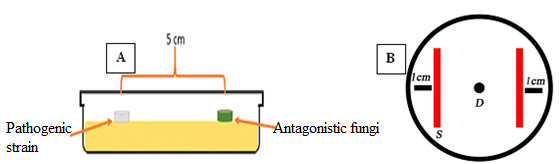 5 cm
A
Pathogenic
strain
Antagonistic fungi
B
1cm
D
1cm
S